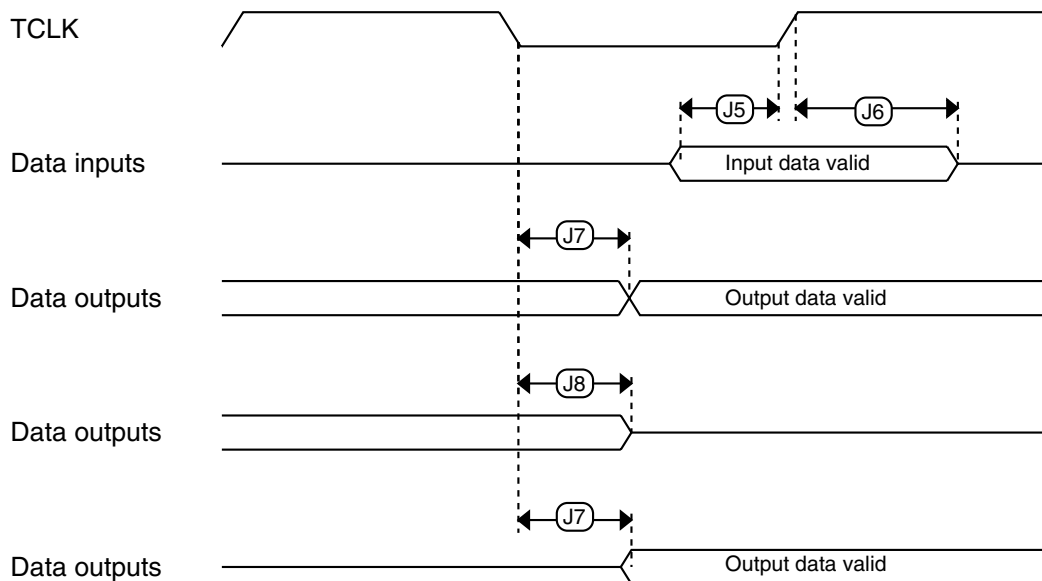 TCLK
J5
J6
Data inputs
Input data valid
J7
Data outputs
Output data valid
J8
Data outputs
J7
Data outputs
Output data valid